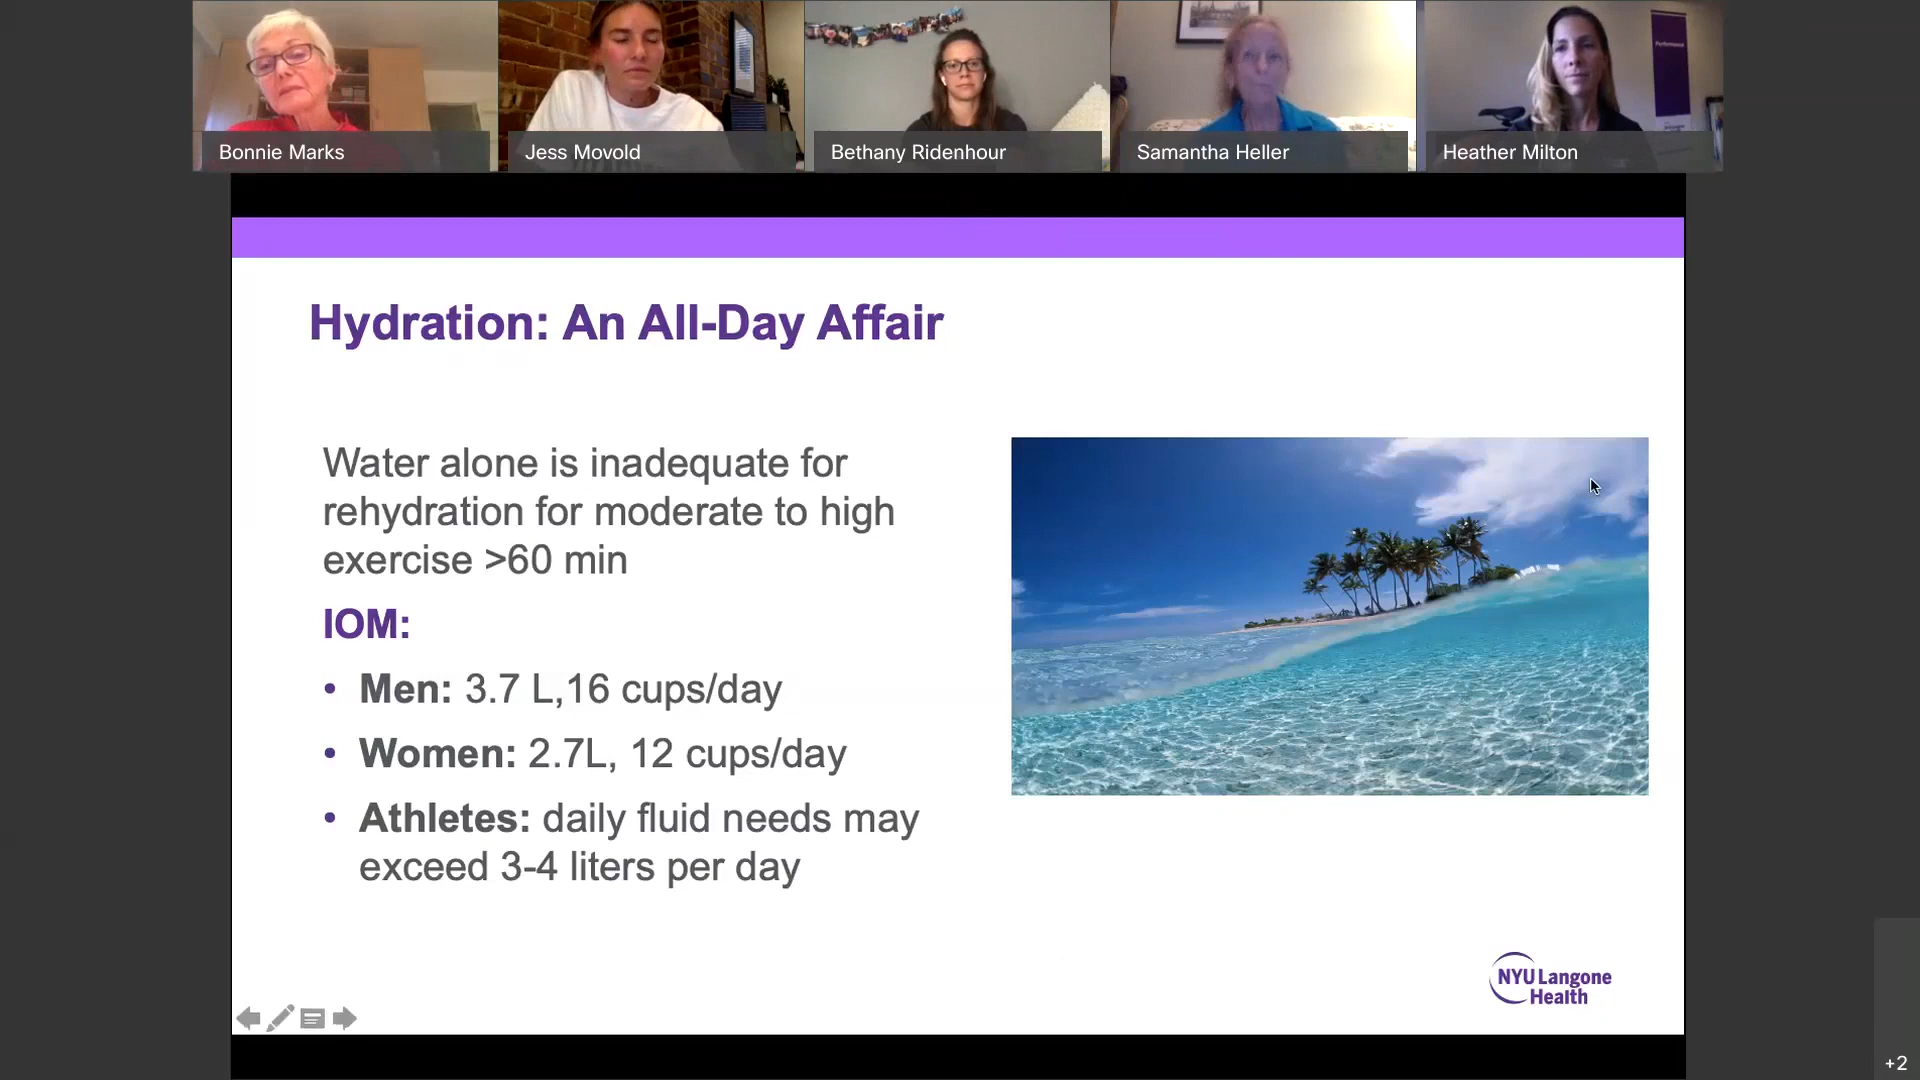 Bonnie Marks
Jess Movold
Bethany Ridenhour
Samantha Heller
Heather Milton
Performance
Hydration: An All-Day Affair
Water alone is inadequate for
rehydration for moderate to high
exercise >60 min
IOM:
• Men: 3.7 L,16 cups/day
• Women: 2.7L, 12 cups/day
• Athletes: daily fluid needs may
exceed 3-4 liters per day
NYU Langone
Health
+2